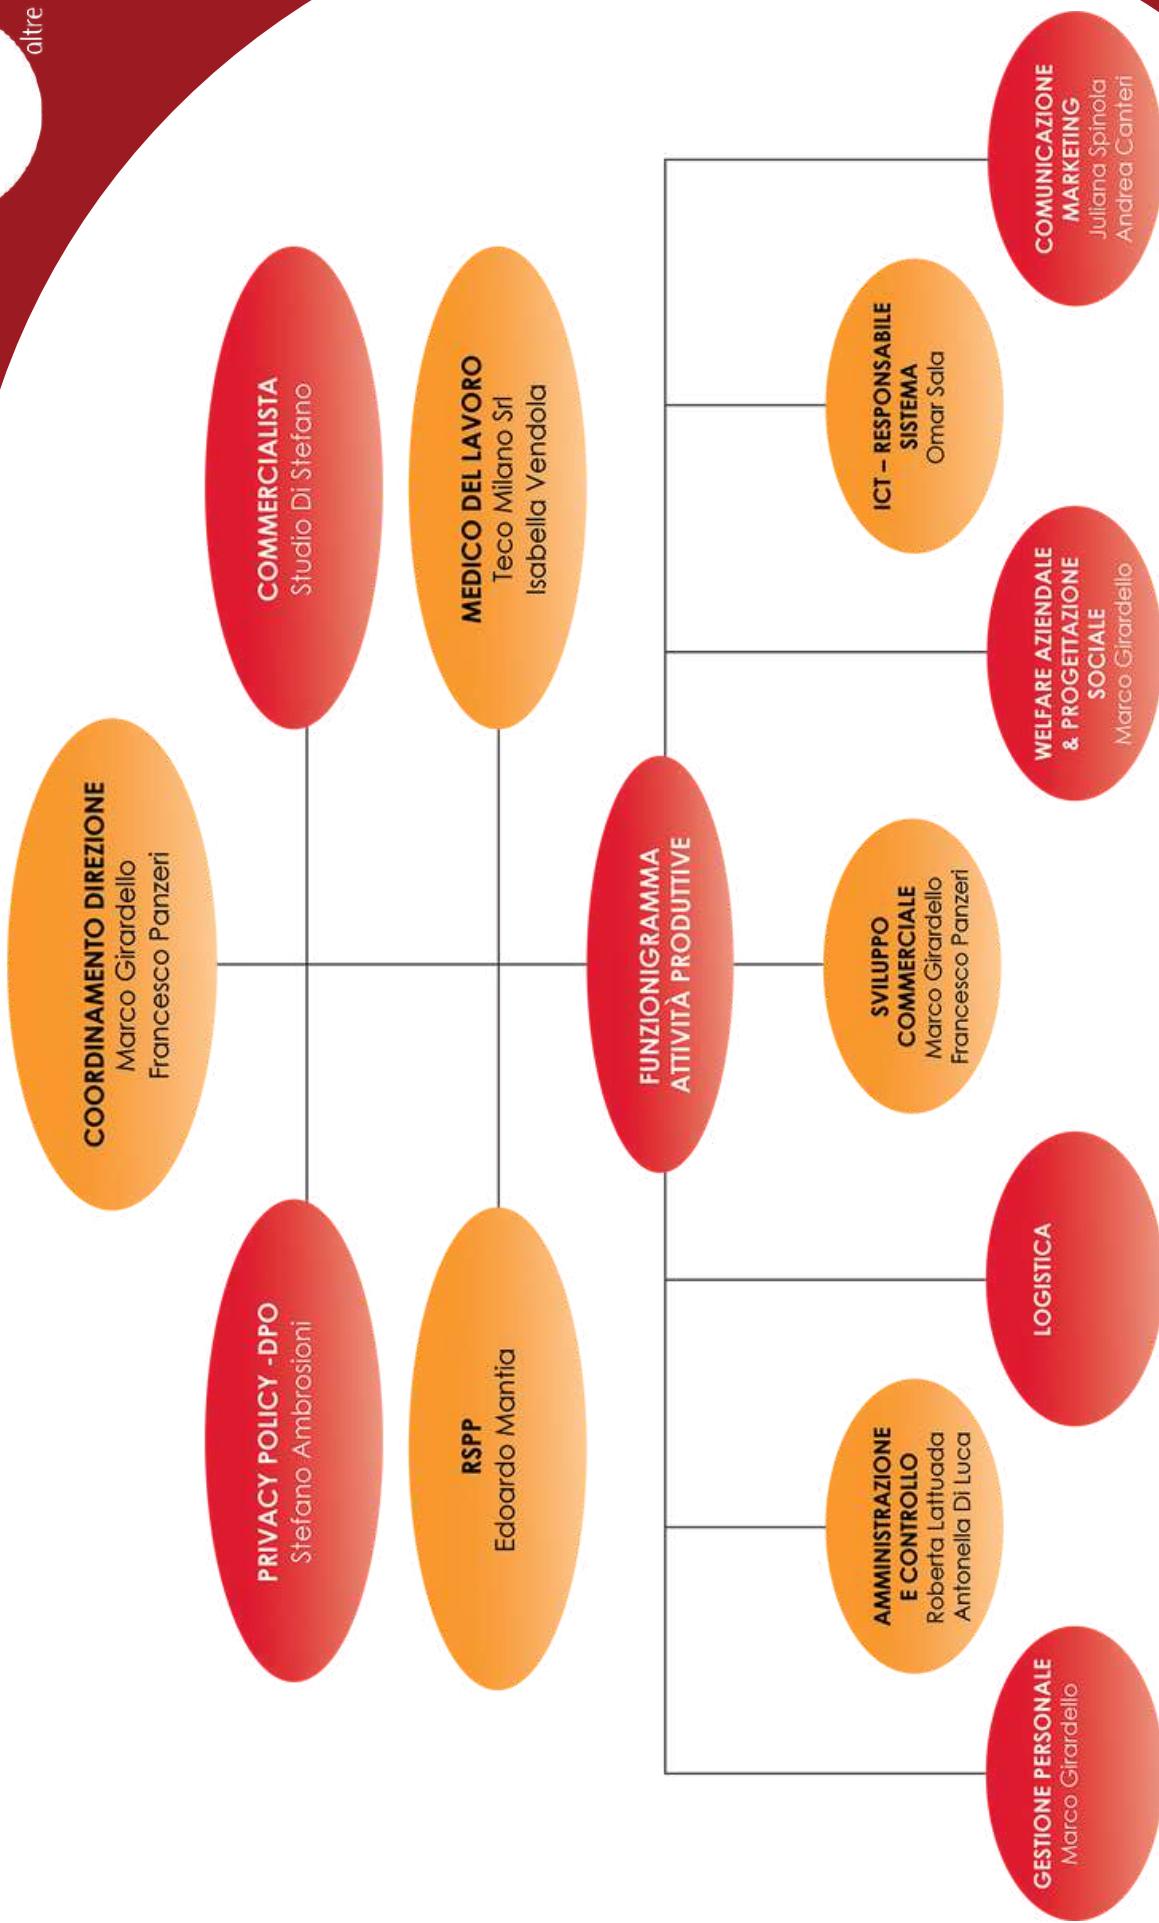 altre
COORDINAMENTO DIREZIONE
Marco Girardello
Francesco Panzeri
PRIVACY POLICY -DPO
Stefano Ambrosioni
COMMERCIALISTA
Studio Di Stefano
RSPP
Edoardo Mantia
MEDICO DEL LAVORO
Teco Milano Srl
Isabella Vendola
FUNZIONIGRAMMA
ATTIVITÀ PRODUTTIVE
GESTIONE PERSONALE
Marco Girardello
AMMINISTRAZIONE
E CONTROLLO
Roberta Lattuada
Antonella Di Luca
LOGISTICA
SVILUPPO
COMMERCIALE
Marco Girardello
Francesco Panzeri
WELFARE AZIENDALE
& PROGETTAZIONE
SOCIALE
Marco Girardello
ICT – RESPONSABILE
SISTEMA
Omar Sala
COMUNICAZIONE
MARKETING
Juliana Spinola
Andrea Canteri